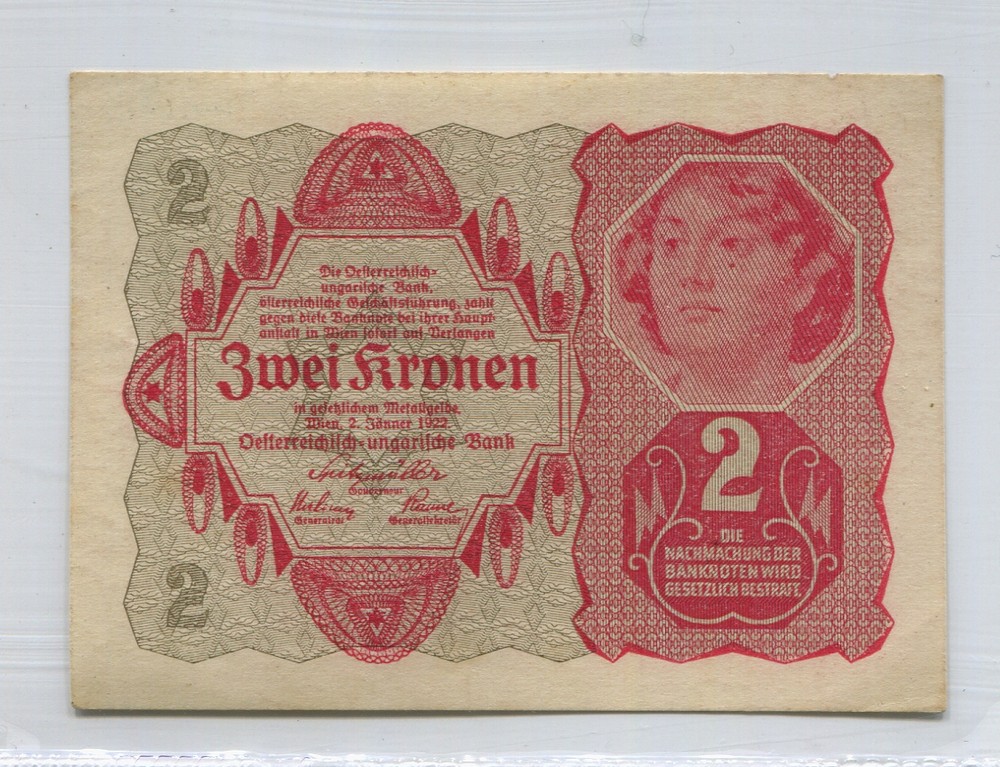 2
Die Oesterreichisch-
ungarische Bank,
österreichische Geschäftsführung, zahlt
gegen diese Banknote bei ihrer Haupt-
anstalt in Wien sofort auf Verlangen
Zwei Kronen
in gesetzlichem Metallgelde.
Wien, 2. Jänner 1922
Oesterreichisch-ungarische Bank
Gouverneur
Generalrat
Generalsekretär
2
2
DIE
NACHMACHUNG DER
BANKNOTEN WIRD
GESETZLICH BESTRAFT.